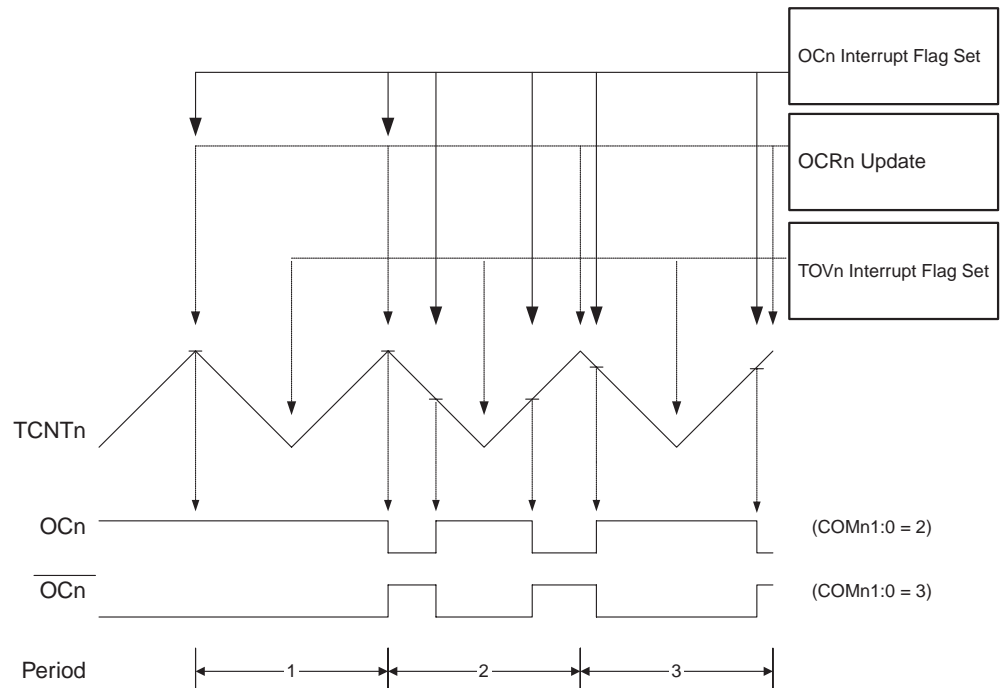 OCn Interrupt Flag Set
OCRn Update
TOVn Interrupt Flag Set
TCNTn
OCn
(COMn1:0 = 2)
OCn
(COMn1:0 = 3)
Period
1
2
3